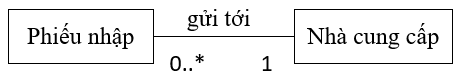 gửi tới
Phiếu nhập
Nhà cung cấp
0..*
1